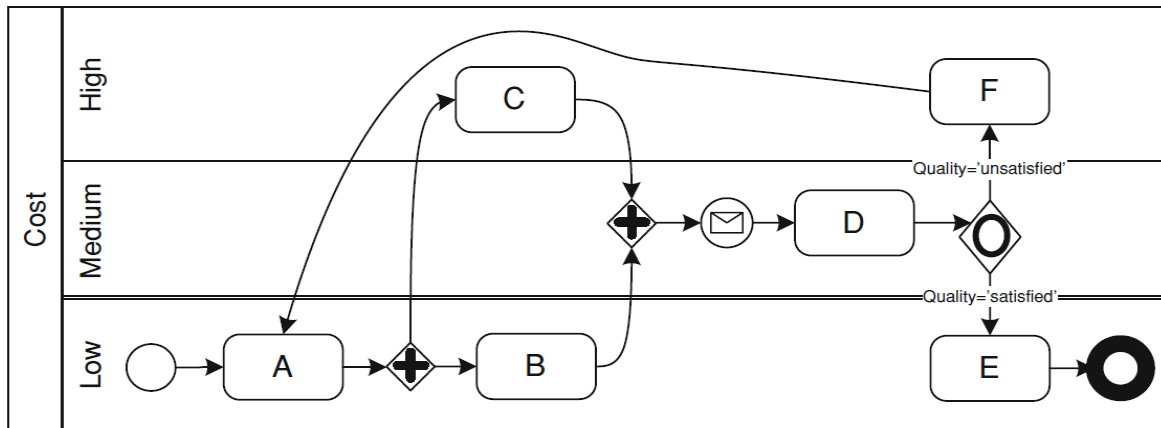 Cost
High
C
F
Quality='unsatisfied'
Medium
D
Quality='satisfied'
Low
A
B
E